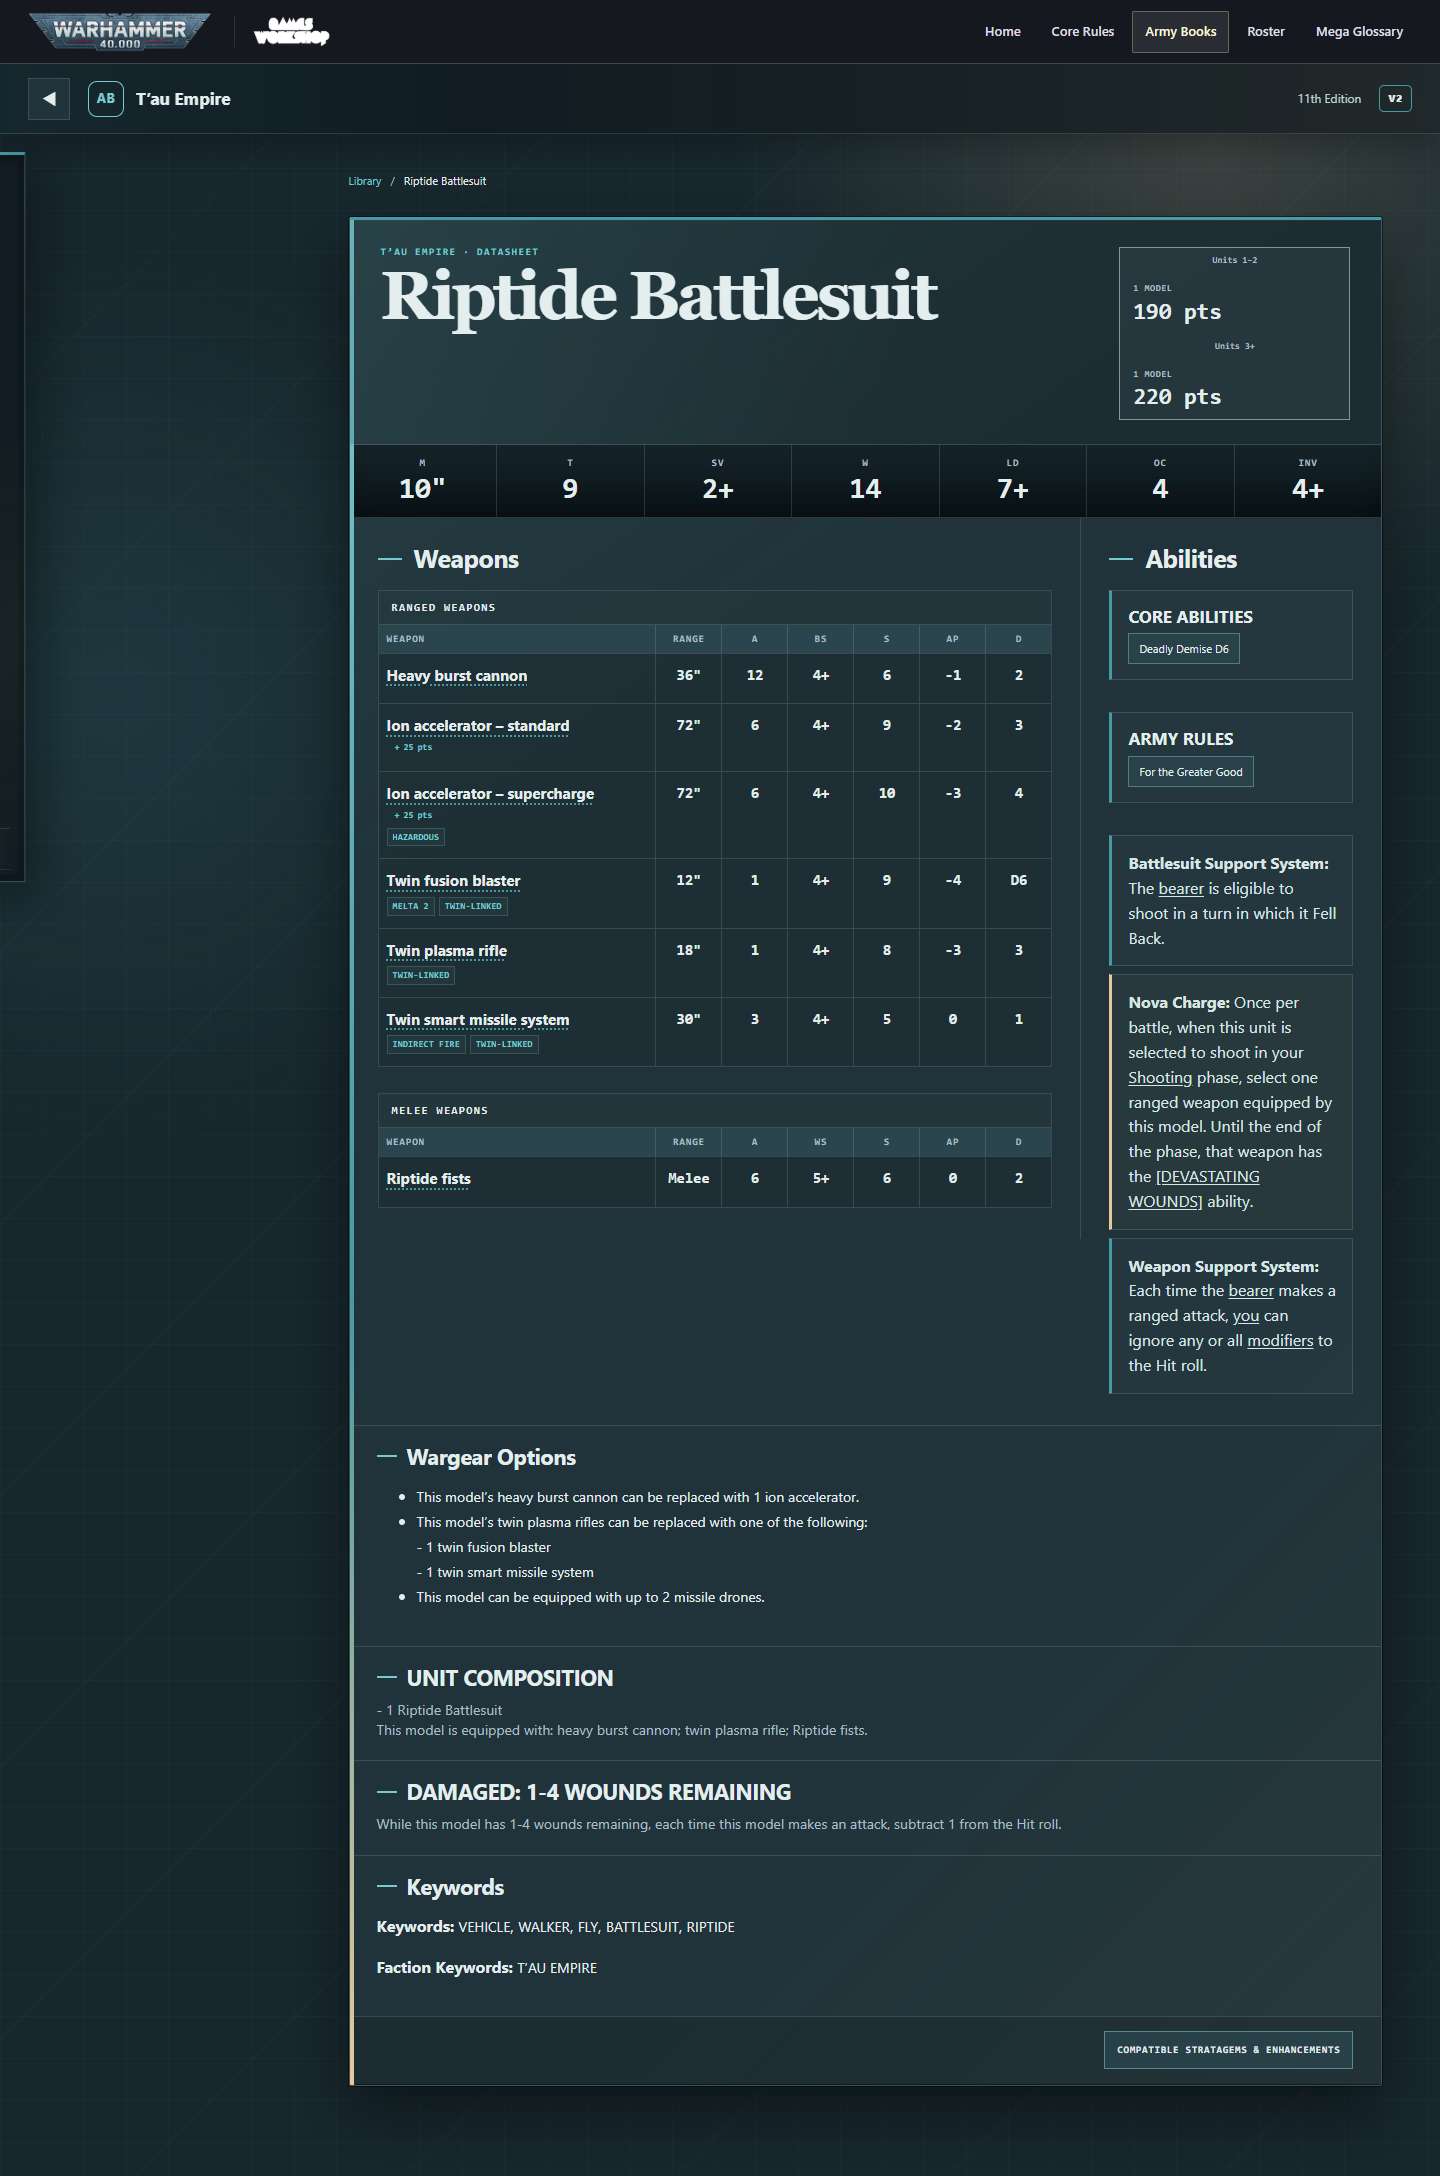 WARHAMMER
40,000
GAMES
WORKSHOP
Home
Core Rules
Army Books
Roster
Mega Glossary
◀
AB
T'au Empire
11th Edition
V2
Library / Riptide Battlesuit
T'AU EMPIRE · DATASHEET
Riptide Battlesuit
Units 1-2
1 MODEL
190 pts
Units 3+
1 MODEL
220 pts
M T SV W LD OC INV
10" 9 2+ 14 7+ 4 4+
Weapons
RANGED WEAPONS
WEAPON RANGE A BS S AP D
Heavy burst cannon 36" 12 4+ 6 -1 2
Ion accelerator – standard 72" 6 4+ 9 -2 3
+ 25 pts
Ion accelerator – supercharge 72" 6 4+ 10 -3 4
+ 25 pts
HAZARDOUS
Twin fusion blaster 12" 1 4+ 9 -4 D6
MELTA 2 TWIN-LINKED
Twin plasma rifle 18" 1 4+ 8 -3 3
TWIN-LINKED
Twin smart missile system 30" 3 4+ 5 0 1
INDIRECT FIRE TWIN-LINKED
MELEE WEAPONS
WEAPON RANGE A WS S AP D
Riptide fists Melee 6 5+ 6 0 2
Abilities
CORE ABILITIES
Deadly Demise D6
ARMY RULES
For the Greater Good
Battlesuit Support System:
The bearer is eligible to
shoot in a turn in which it Fell
Back.
Nova Charge: Once per
battle, when this unit is
selected to shoot in your
Shooting phase, select one
ranged weapon equipped by
this model. Until the end of
the phase, that weapon has
the [DEVASTATING
WOUNDS] ability.
Weapon Support System:
Each time the bearer makes a
ranged attack, you can
ignore any or all modifiers to
the Hit roll.
Wargear Options
• This model's heavy burst cannon can be replaced with 1 ion accelerator.
• This model's twin plasma rifles can be replaced with one of the following:
- 1 twin fusion blaster
- 1 twin smart missile system
• This model can be equipped with up to 2 missile drones.
UNIT COMPOSITION
- 1 Riptide Battlesuit
This model is equipped with: heavy burst cannon; twin plasma rifle; Riptide fists.
DAMAGED: 1-4 WOUNDS REMAINING
While this model has 1-4 wounds remaining, each time this model makes an attack, subtract 1 from the Hit roll.
Keywords
Keywords: VEHICLE, WALKER, FLY, BATTLESUIT, RIPTIDE
Faction Keywords: T'AU EMPIRE
COMPATIBLE STRATAGEMS & ENHANCEMENTS